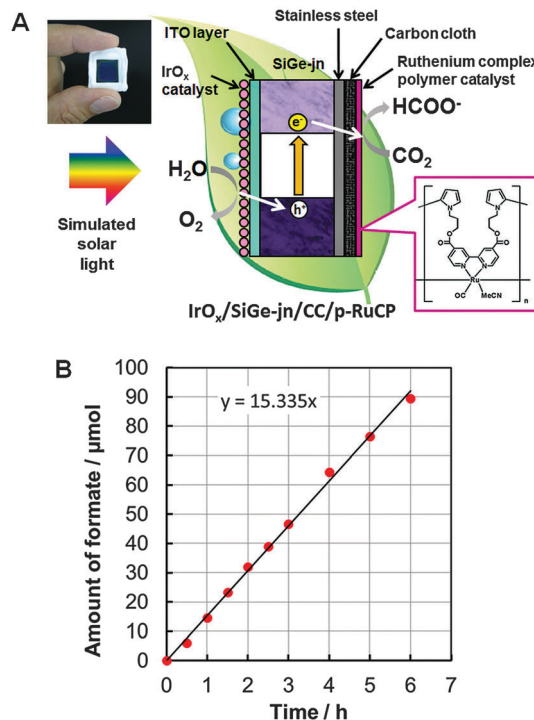 A
Stainless steel
ITO layer
SiGe-jn
Carbon cloth
IrOₓ
catalyst
Ruthenium complex
polymer catalyst
HCOO⁻
e⁻
CO₂
H₂O
h⁺
O₂
Simulated
solar
light
N
N
O
O
O
O
N
N
Ru
OC
MeCN
n
IrOₓ/SiGe-jn/CC/p-RuCP
B
Amount of formate / µmol
y = 15.335x
100
90
80
70
60
50
40
30
20
10
0
0 1 2 3 4 5 6 7
Time / h